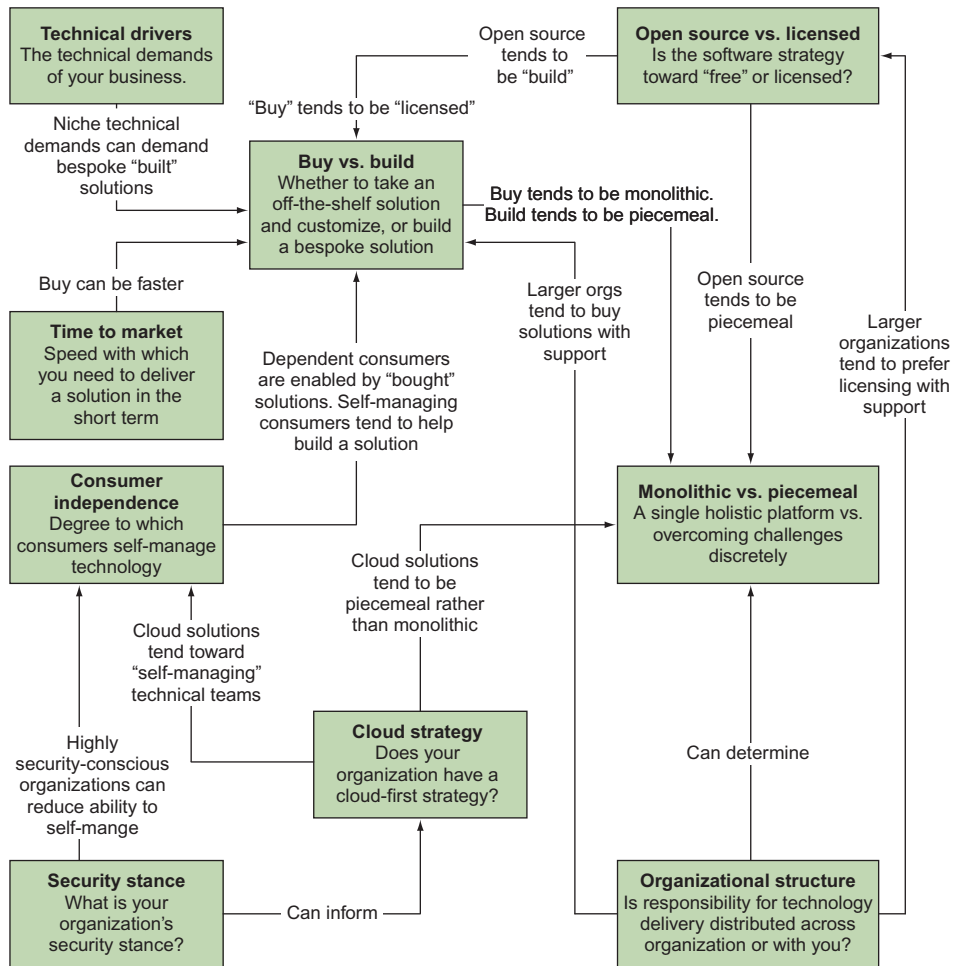 Technical drivers
The technical demands
of your business.
Open source
tends to
be “build”
Open source vs. licensed
Is the software strategy
toward “free” or licensed?
“Buy” tends to be “licensed”
Niche technical
demands can demand
bespoke “built”
solutions
Buy vs. build
Whether to take an
off-the-shelf solution
and customize, or build
a bespoke solution
Buy tends to be monolithic.
Build tends to be piecemeal.
Buy can be faster
Larger orgs
tend to buy
solutions with
support
Open source
tends to be
piecemeal
Larger
organizations
tend to prefer
licensing with
support
Time to market
Speed with which
you need to deliver
a solution in the
short term
Dependent consumers
are enabled by “bought”
solutions. Self-managing
consumers tend to help
build a solution
Consumer
independence
Degree to which
consumers self-manage
technology
Monolithic vs. piecemeal
A single holistic platform vs.
overcoming challenges
discretely
Cloud solutions
tend to be
piecemeal rather
than monolithic
Cloud solutions
tend toward
“self-managing”
technical teams
Highly
security-conscious
organizations can
reduce ability to
self-mange
Cloud strategy
Does your
organization have a
cloud-first strategy?
Can determine
Security stance
What is your
organization’s
security stance?
Can inform
Organizational structure
Is responsibility for technology
delivery distributed across
organization or with you?